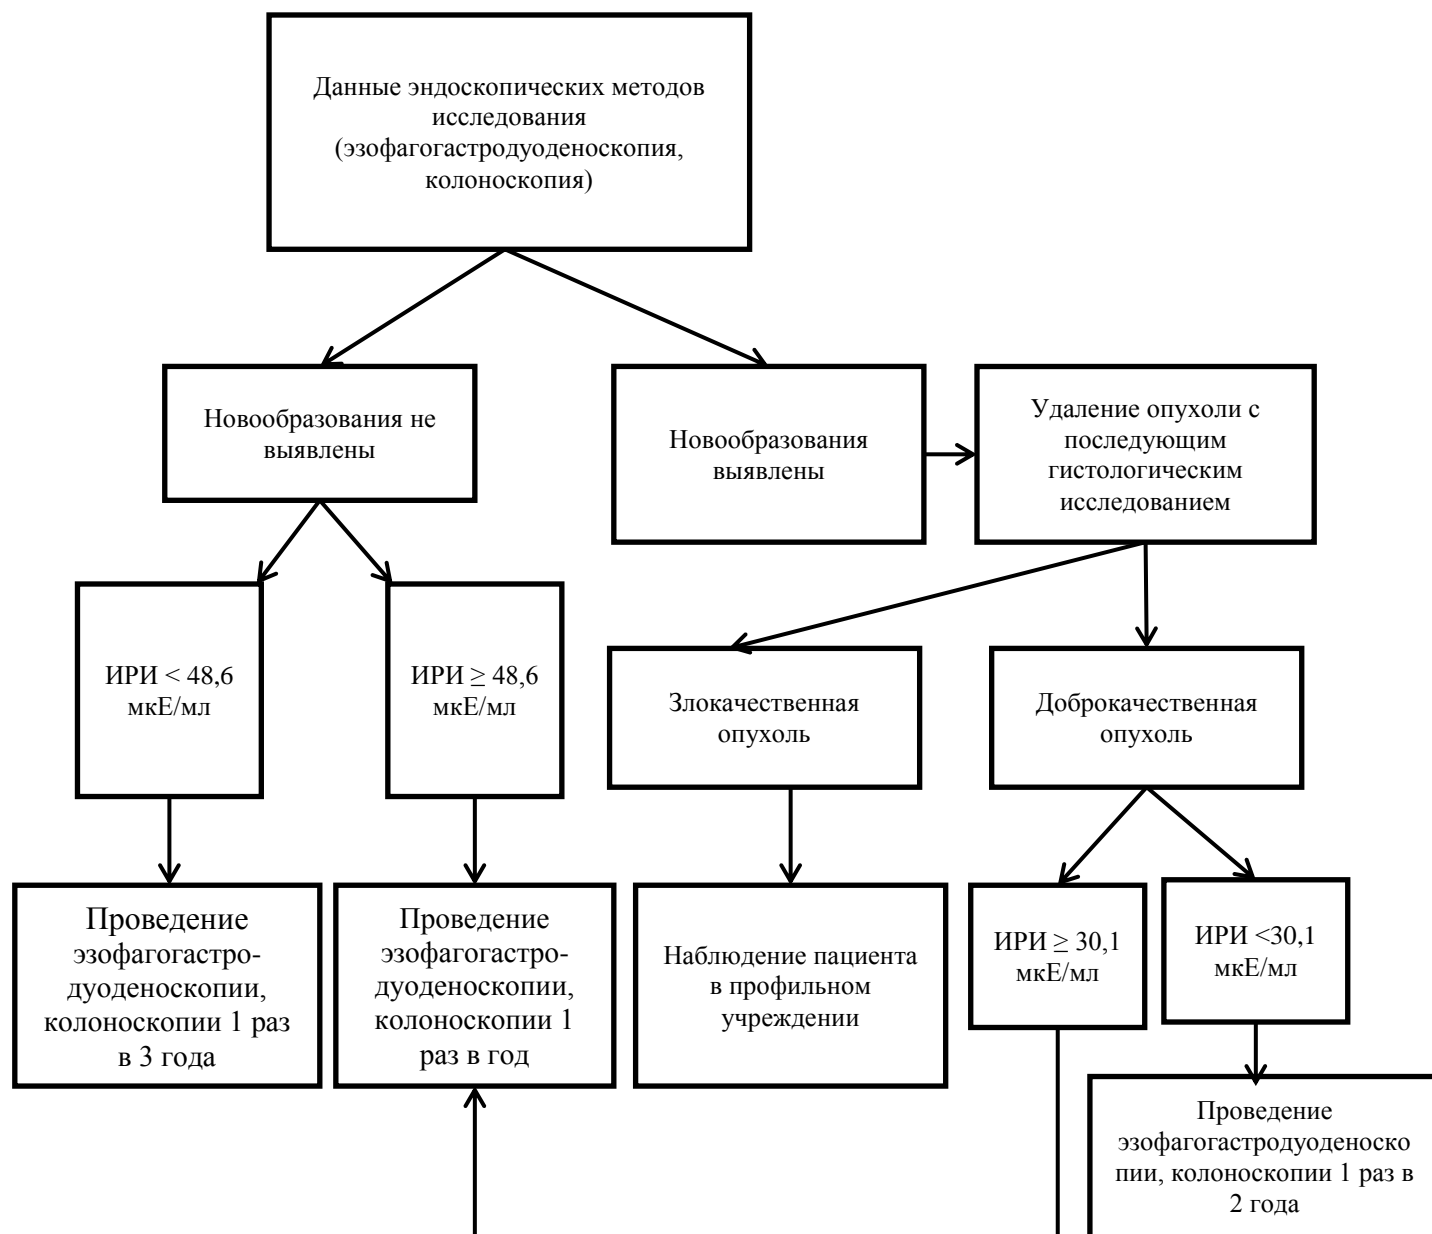 Данные эндоскопических методов
исследования
(эзофагогастродуоденоскопия,
колоноскопия)
Новообразования не
выявлены
Новообразования
выявлены
Удаление опухоли с
последующим
гистологическим
исследованием
ИРИ < 48,6
мкЕ/мл
ИРИ ≥ 48,6
мкЕ/мл
Злокачественная
опухоль
Доброкачественная
опухоль
Проведение
эзофагогастро-
дуоденоскопии,
колоноскопии 1 раз
в 3 года
Проведение
эзофагогастро-
дуоденоскопии,
колоноскопии 1
раз в год
Наблюдение пациента
в профильном
учреждении
ИРИ ≥ 30,1
мкЕ/мл
ИРИ <30,1
мкЕ/мл
Проведение
эзофагогастродуоденоско
пии, колоноскопии 1 раз в
2 года